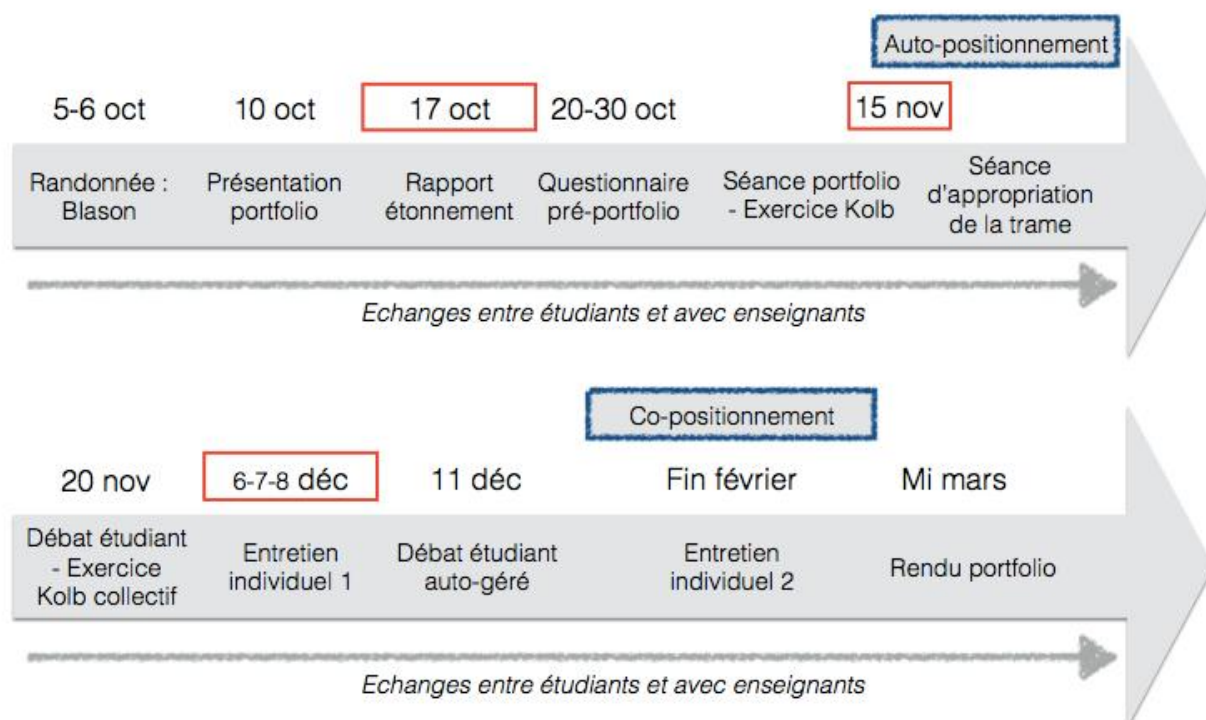 Auto-positionnement
5-6 oct
10 oct
17 oct
20-30 oct
15 nov
Randonnée :
Blason
Présentation
portfolio
Rapport
étonnement
Questionnaire
pré-portfolio
Séance portfolio
- Exercice Kolb
Séance
d'appropriation
de la trame
Echanges entre étudiants et avec enseignants
Co-positionnement
20 nov
6-7-8 déc
11 déc
Fin février
Mi mars
Débat étudiant
- Exercice
Kolb collectif
Entretien
individuel 1
Débat étudiant
auto-géré
Entretien
individuel 2
Rendu portfolio
Echanges entre étudiants et avec enseignants